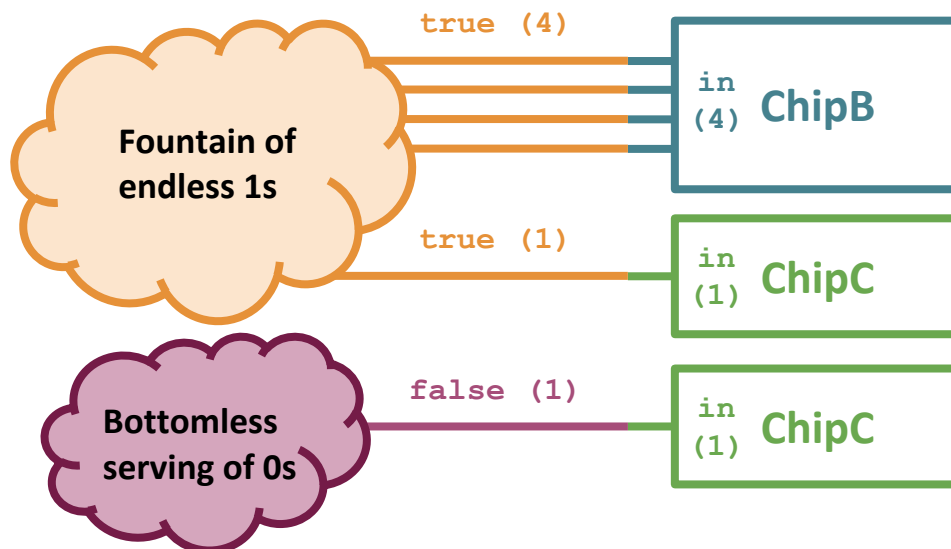 true (4)
Fountain of
endless 1s
in
(4)
ChipB
true (1)
in
(1)
ChipC
Bottomless
serving of 0s
false (1)
in
(1)
ChipC